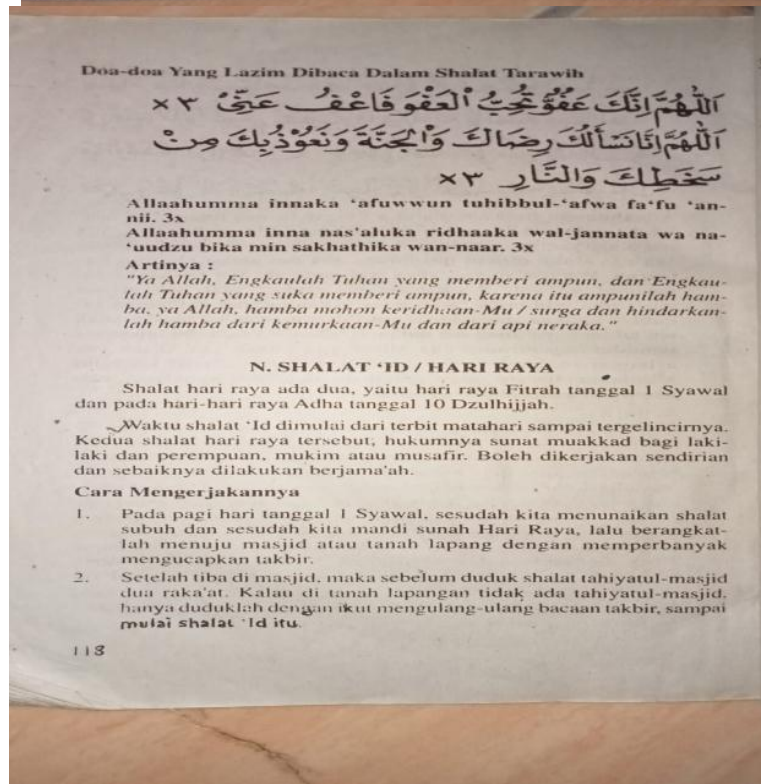 Doa-doa Yang Lazim Dibaca Dalam Shalat Tarawih
اَللّٰهُمَّ اِنَّكَ عَفُوٌّ تُحِبُّ الْعَفْوَ فَاعْفُ عَنِّيْ ٣ ×
اَللّٰهُمَّ اِنَّا نَسْأَلُكَ رِضَاكَ وَالْجَنَّةَ وَنَعُوْذُبِكَ مِنْ
سَخَطِكَ وَالنَّارِ ٣ ×
Allaahumma innaka ‘afuwwun tuhibbul-‘afwa fa‘fu ‘an-
nii. 3x
Allaahumma inna nas'aluka ridhaaka wal-jannata wa na-
‘uudzu bika min sakhathika wan-naar. 3x
Artinya :
"Ya Allah, Engkaulah Tuhan yang memberi ampun, dan Engkau-
lah Tuhan yang suka memberi ampun, karena itu ampunilah ham-
ba. ya Allah, hamba mohon keridhaan-Mu / surga dan hindarkan-
lah hamba dari kemurkaan-Mu dan dari api neraka."
N. SHALAT ‘ID / HARI RAYA
Shalat hari raya ada dua, yaitu hari raya Fitrah tanggal 1 Syawal
dan pada hari-hari raya Adha tanggal 10 Dzulhijjah.
Waktu shalat ‘Id dimulai dari terbit matahari sampai tergelincirnya.
Kedua shalat hari raya tersebut, hukumnya sunat muakkad bagi laki-
laki dan perempuan, mukim atau musafir. Boleh dikerjakan sendirian
dan sebaiknya dilakukan berjama'ah.
Cara Mengerjakannya
1. Pada pagi hari tanggal 1 Syawal, sesudah kita menunaikan shalat
subuh dan sesudah kita mandi sunah Hari Raya, lalu berangkat-
lah menuju masjid atau tanah lapang dengan memperbanyak
mengucapkan takbir.
2. Setelah tiba di masjid, maka sebelum duduk shalat tahiyatul-masjid
dua raka'at. Kalau di tanah lapangan tidak ada tahiyatul-masjid.
hanya duduklah dengan ikut mengulang-ulang bacaan takbir, sampai
mulai shalat ‘Id itu.
118